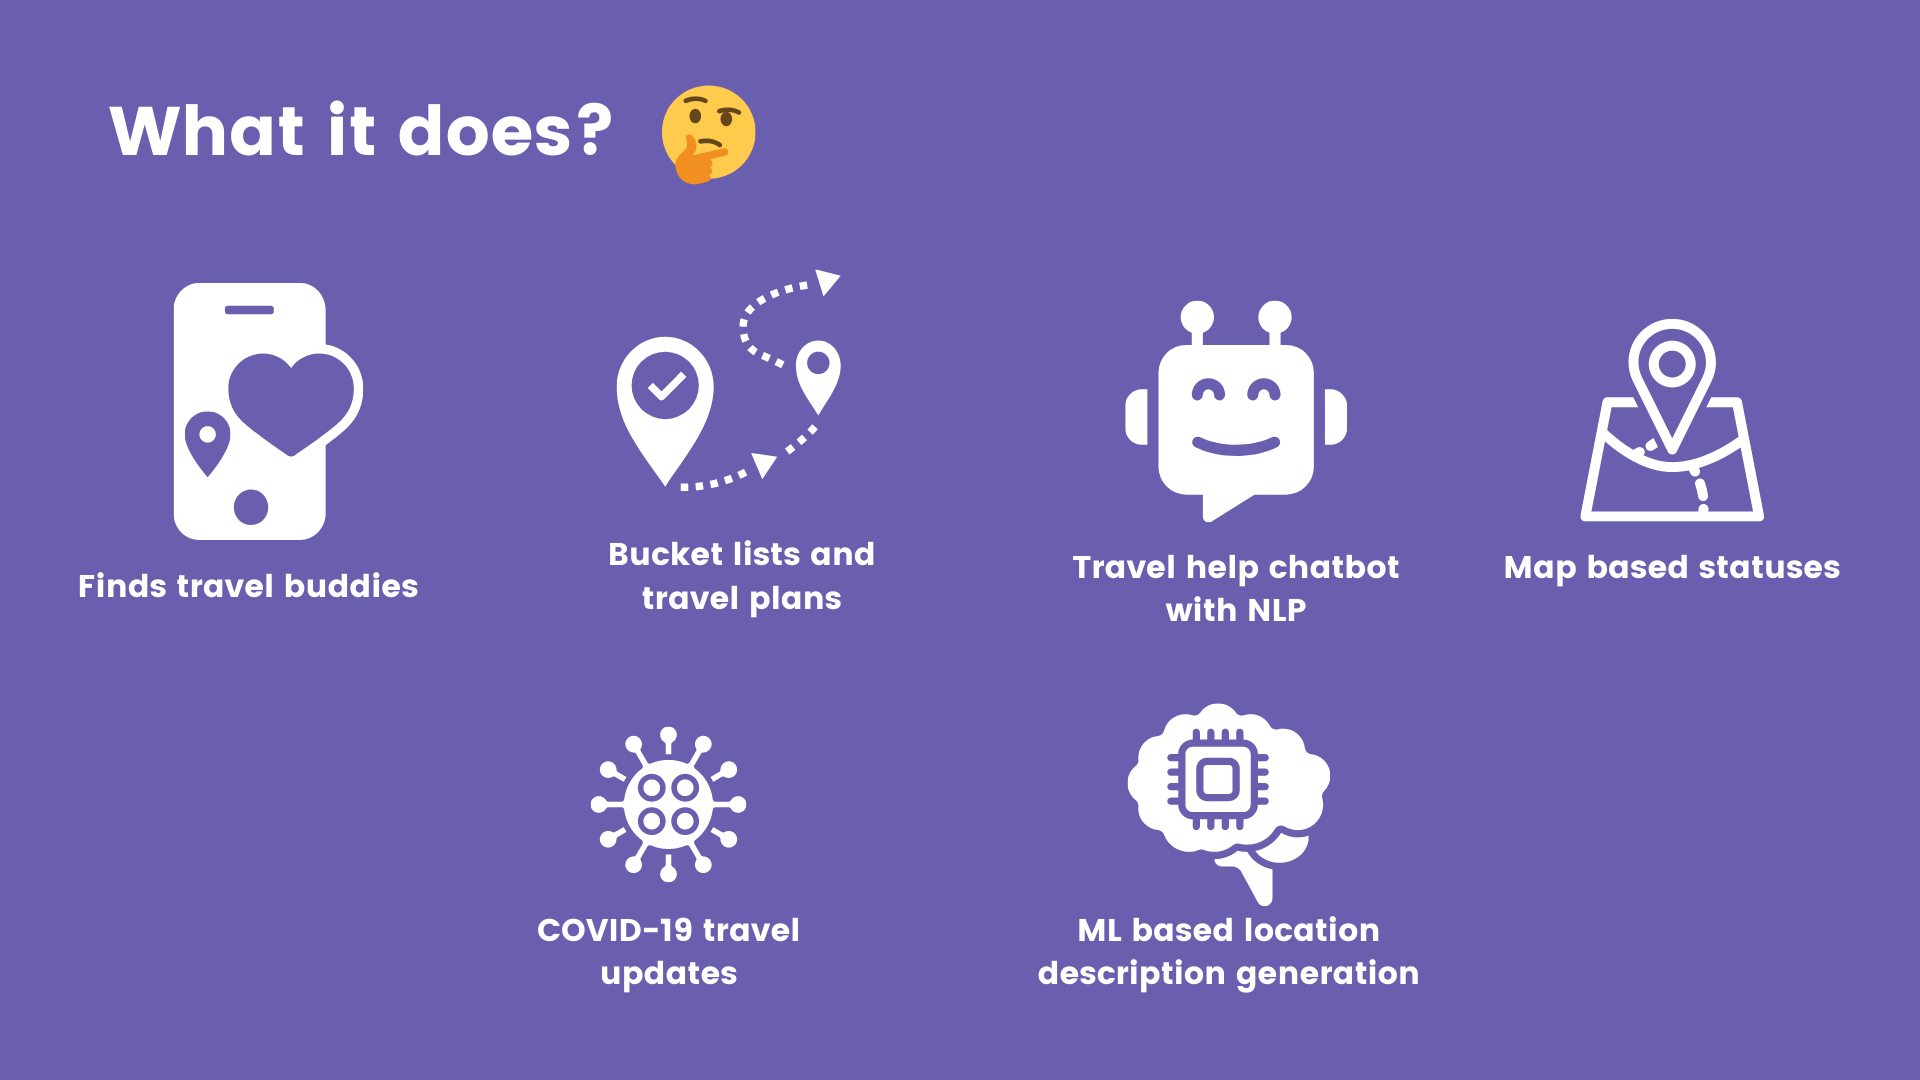 What it does?
Finds travel buddies
Bucket lists and
travel plans
Travel help chatbot
with NLP
Map based statuses
COVID-19 travel
updates
ML based location
description generation